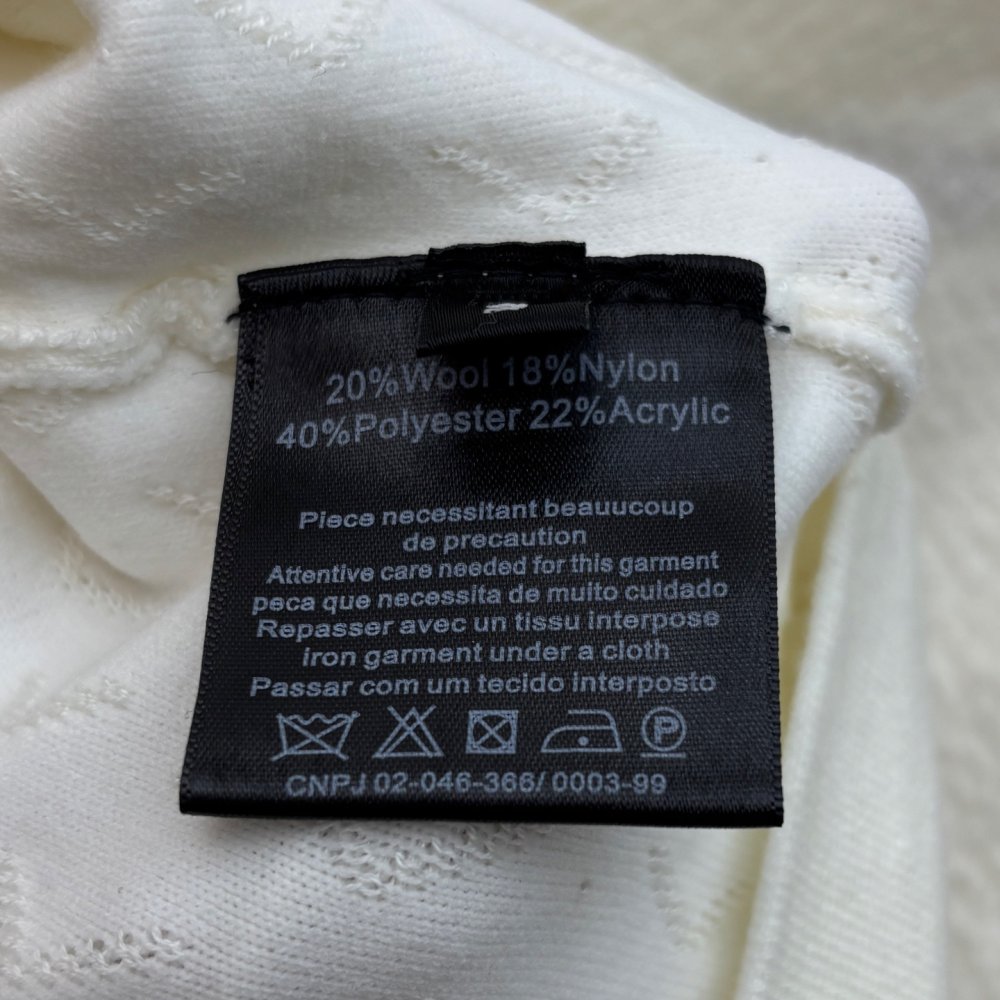 20%Wool 18%Nylon
40%Polyester 22%Acrylic
Piece necessitant beauucoup
de precaution
Attentive care needed for this garment
peca que necessita de muito cuidado
Repasser avec un tissu interpose
iron garment under a cloth
Passar com um tecido interposto
P
CNPJ 02-046-366/ 0003-99